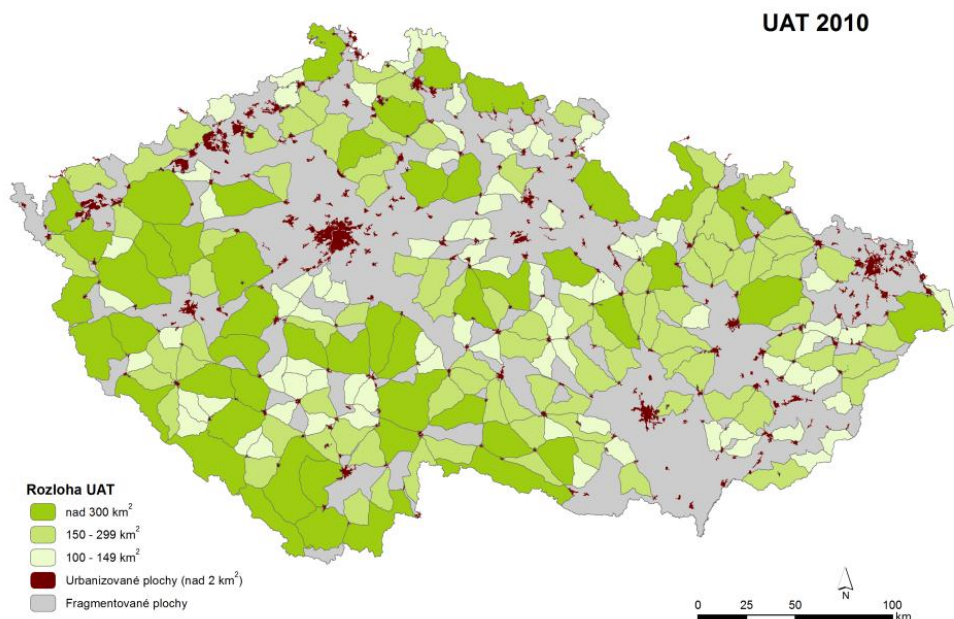 UAT 2010
Rozloha UAT
nad 300 km²
150 - 299 km²
100 - 149 km²
Urbanizované plochy (nad 2 km²)
Fragmentované plochy
N
0 25 50 100
km